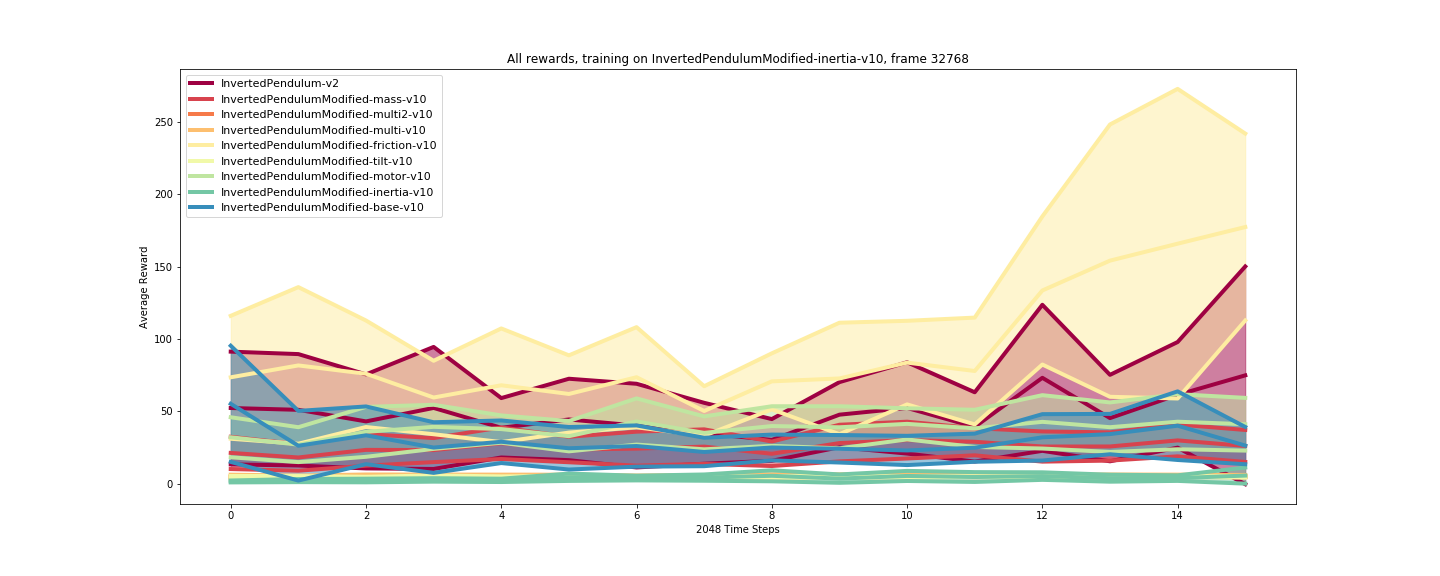 All rewards, training on InvertedPendulumModified-inertia-v10, frame 32768
InvertedPendulum-v2
InvertedPendulumModified-mass-v10
InvertedPendulumModified-multi2-v10
InvertedPendulumModified-multi-v10
InvertedPendulumModified-friction-v10
InvertedPendulumModified-tilt-v10
InvertedPendulumModified-motor-v10
InvertedPendulumModified-inertia-v10
InvertedPendulumModified-base-v10
Average Reward
250
200
150
100
50
0
0 2 4 6 8 10 12 14
2048 Time Steps